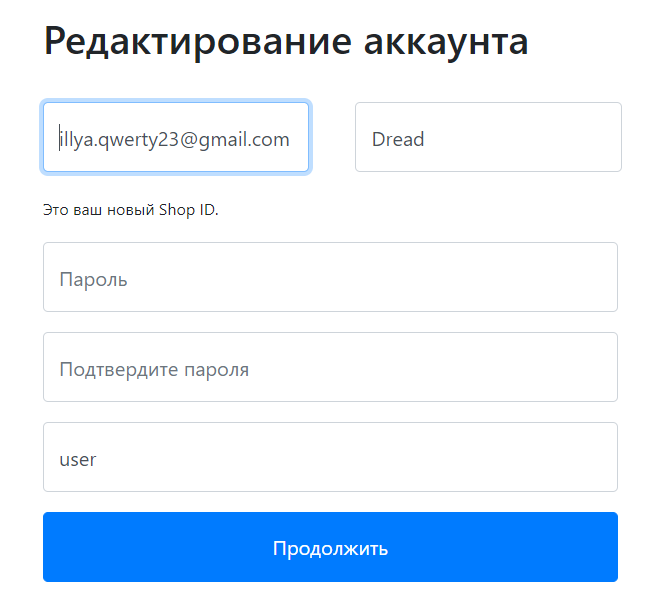 Редактирование аккаунта
illya.qwerty23@gmail.com
Dread
Это ваш новый Shop ID.
Пароль
Подтвердите пароля
user
Продолжить